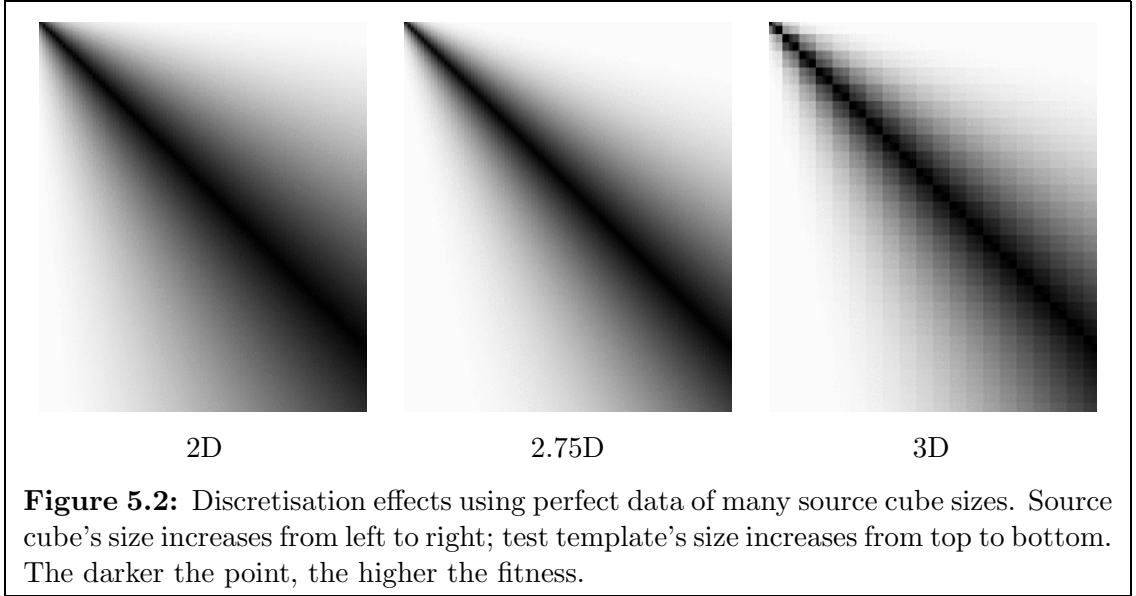 2D
2.75D
3D
Figure 5.2: Discretisation effects using perfect data of many source cube sizes. Source
cube's size increases from left to right; test template's size increases from top to bottom.
The darker the point, the higher the fitness.